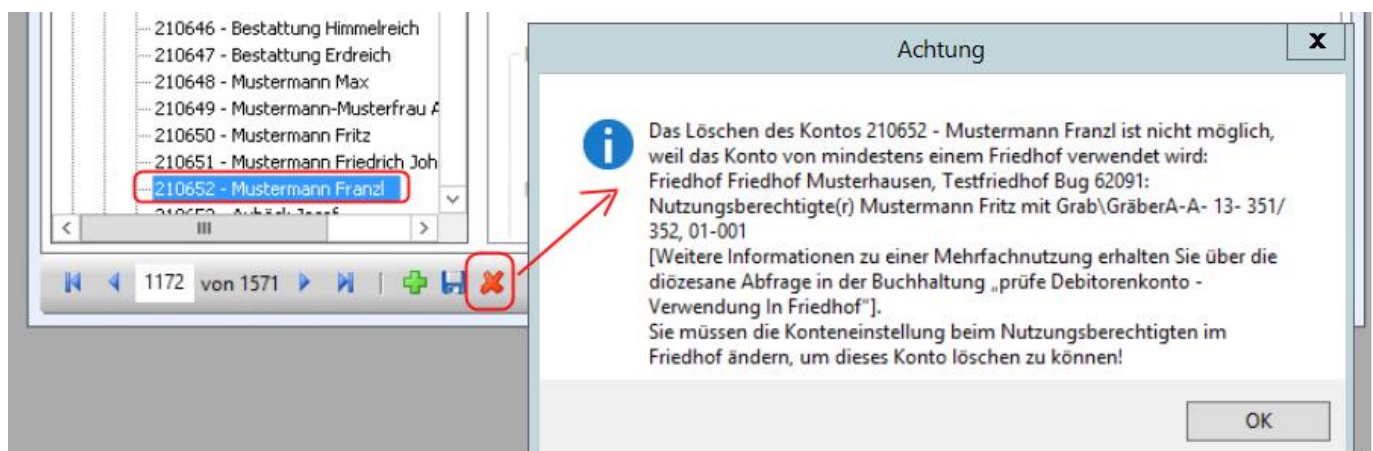 210646 - Bestattung Himmelreich
210647 - Bestattung Erdreich
210648 - Mustermann Max
210649 - Mustermann-Musterfrau A
210650 - Mustermann Fritz
210651 - Mustermann Friedrich Joh
210652 - Mustermann Franzl
1172 von 1571
Achtung
X
Das Löschen des Kontos 210652 - Mustermann Franzl ist nicht möglich,
weil das Konto von mindestens einem Friedhof verwendet wird:
Friedhof Friedhof Musterhausen, Testfriedhof Bug 62091:
Nutzungsberechtigte(r) Mustermann Fritz mit Grab\GräberA-A- 13- 351/
352, 01-001
[Weitere Informationen zu einer Mehrfachnutzung erhalten Sie über die
diözesane Abfrage in der Buchhaltung „prüfe Debitorenkonto -
Verwendung In Friedhof"].
Sie müssen die Konteneinstellung beim Nutzungsberechtigten im
Friedhof ändern, um dieses Konto löschen zu können!
OK